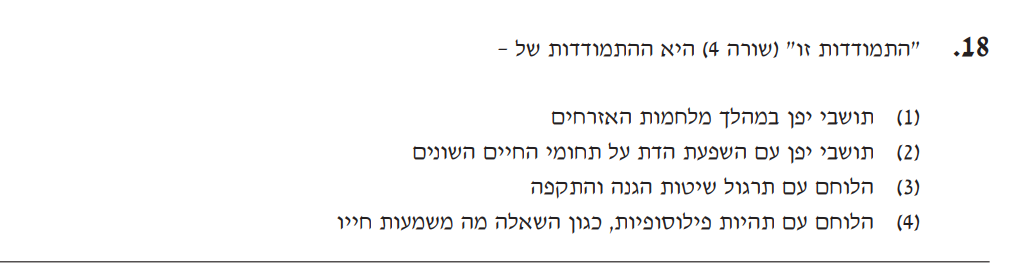 18. "התמודדות זו" (שורה 4) היא ההתמודדות של –
(1) תושבי יפן במהלך מלחמות האזרחים
(2) תושבי יפן עם השפעת הדת על תחומי החיים השונים
(3) הלוחם עם תרגול שיטות הגנה והתקפה
(4) הלוחם עם תהיות פילוסופיות, כגון השאלה מה משמעות חייו